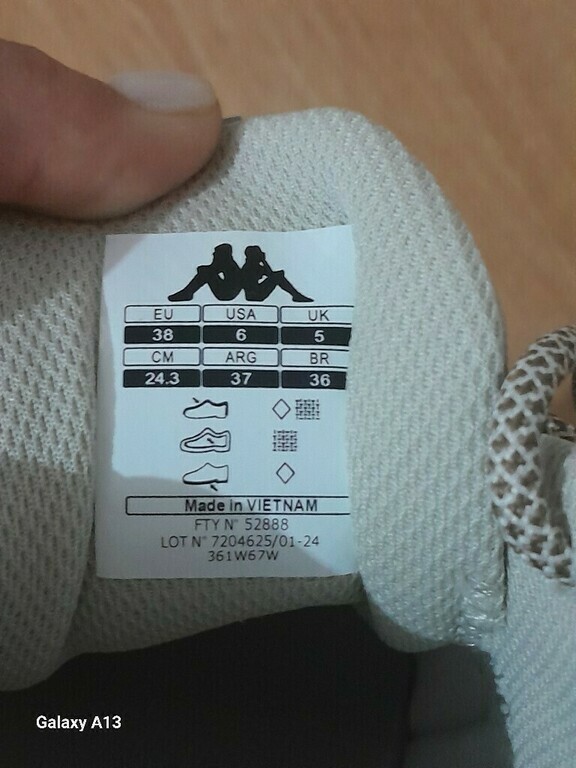 EU USA UK
38 6 5
CM ARG BR
24.3 37 36
Made in VIETNAM
FTY N° 52888
LOT N° 7204625/01-24
361W67W
Galaxy A13